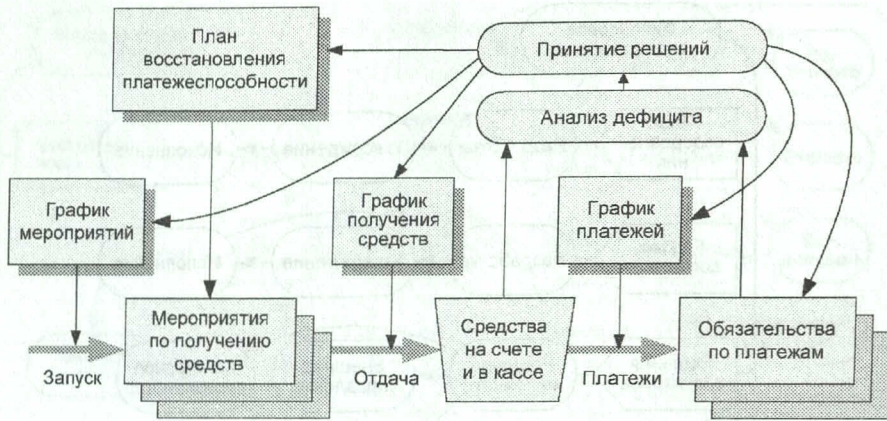 План
восстановления
платежеспособности
Принятие решений
Анализ дефицита
График
мероприятий
График
получения
средств
График
платежей
Мероприятия
по получению
средств
Средства
на счете
и в кассе
Обязательства
по платежам
Запуск
Отдача
Платежи